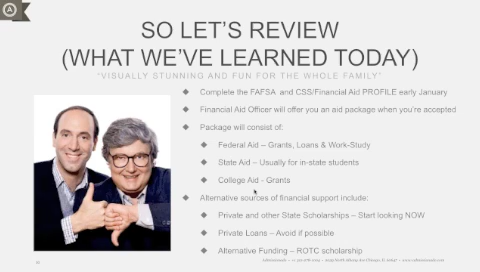 A
SO LET'S REVIEW
(WHAT WE'VE LEARNED TODAY)
"VISUALLY STUNNING AND FUN FOR THE WHOLE FAMILY"
Complete the FAFSA and CSS/Financial Aid PROFILE early January
Financial Aid Officer will offer you an aid package when you're accepted
Package will consist of:
Federal Aid – Grants, Loans & Work-Study
State Aid – Usually for in-state students
College Aid - Grants
Alternative sources of financial support include:
Private and other State Scholarships – Start looking NOW
Private Loans – Avoid if possible
Alternative Funding – ROTC scholarship